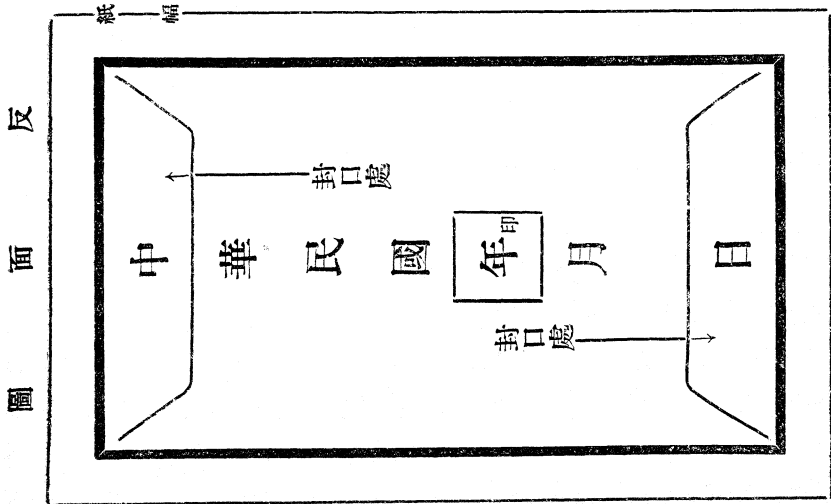 反面圖
紙幅
封口處
中華民國年月日
印
封口處